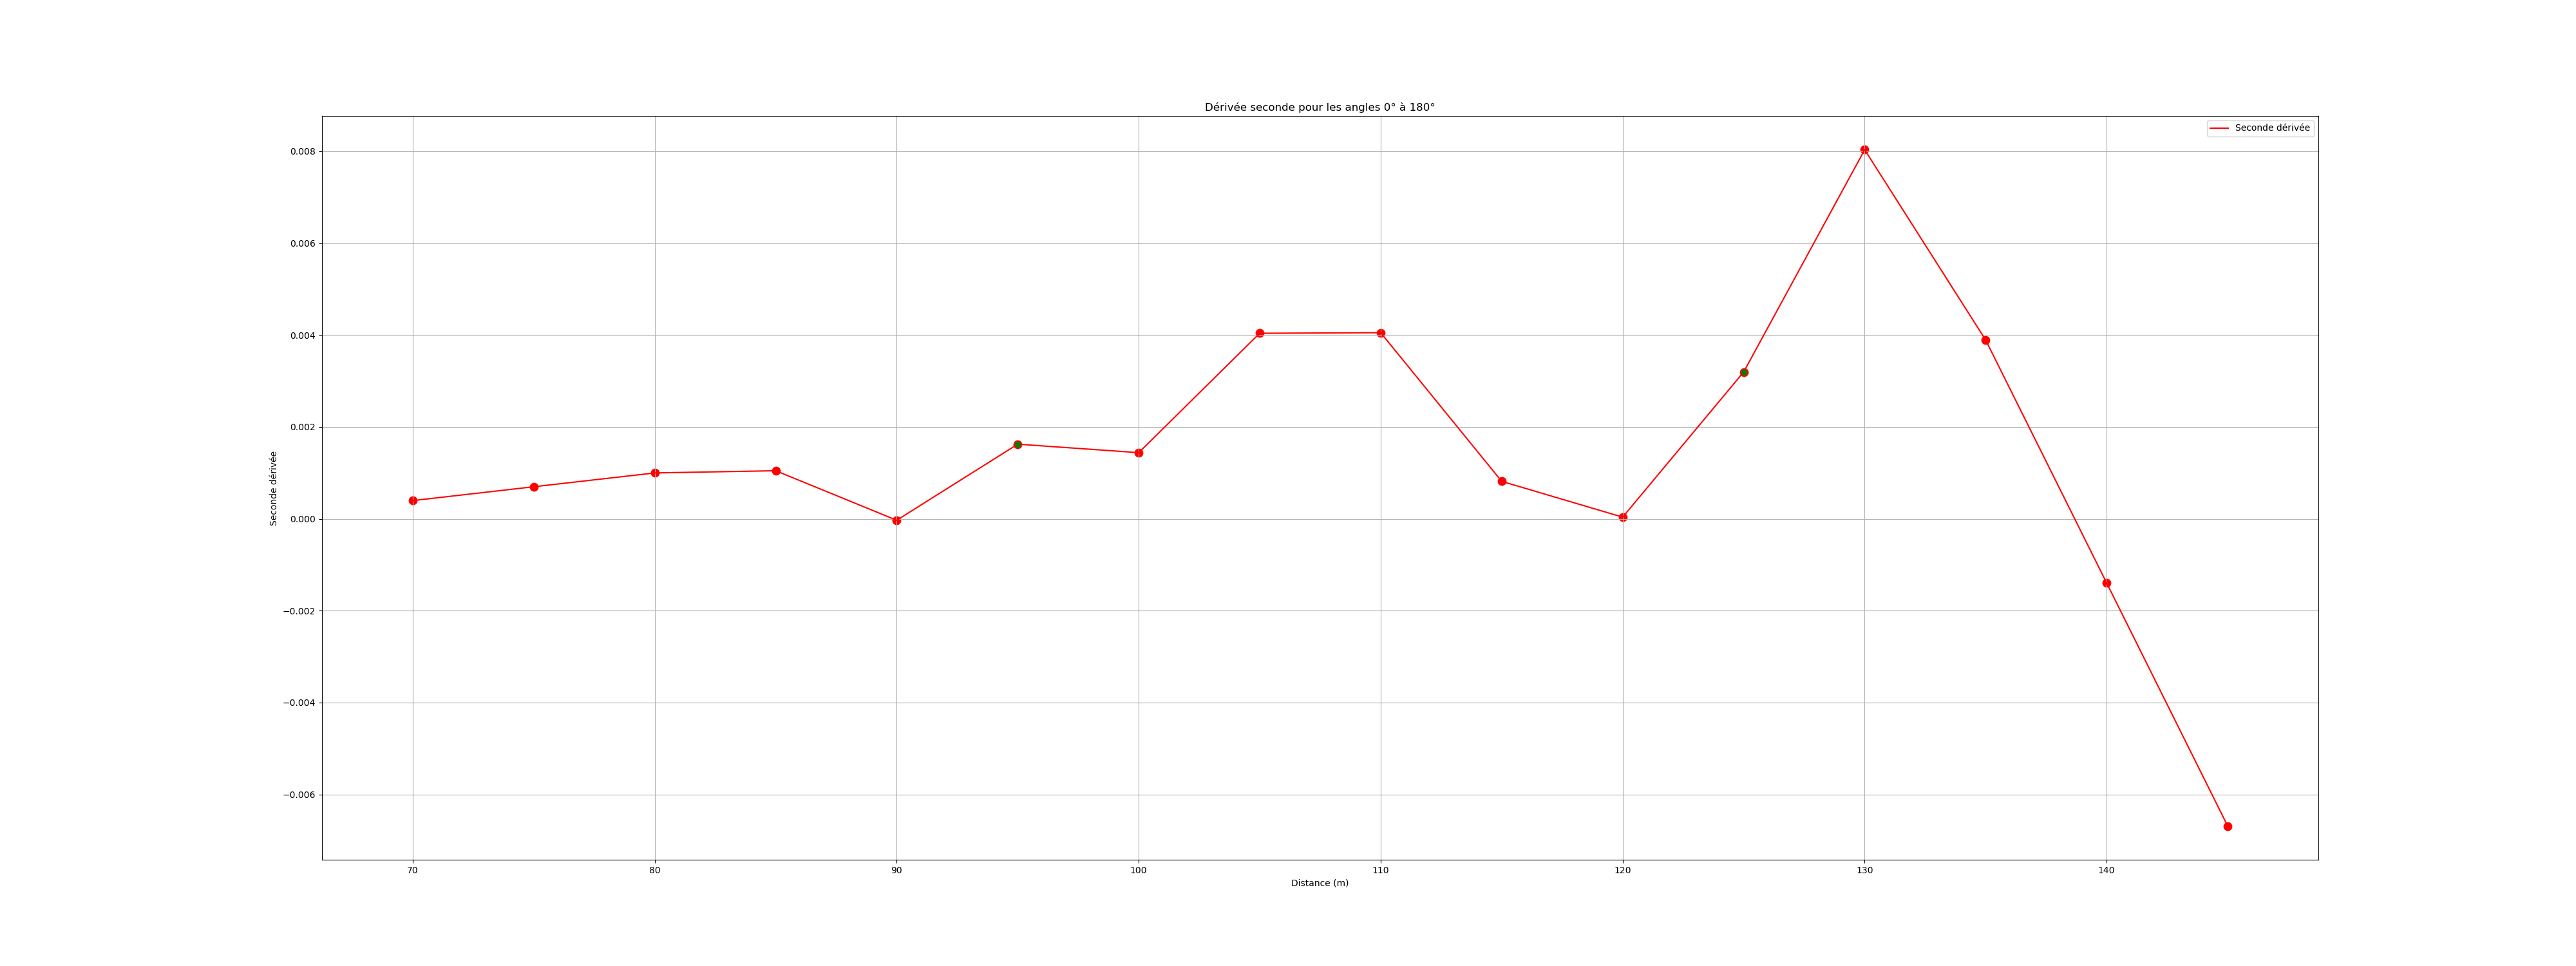 Dérivée seconde pour les angles 0° à 180°
Seconde dérivée
0.008
0.006
0.004
0.002
0.000
−0.002
−0.004
−0.006
Seconde dérivée
70 80 90 100 110 120 130 140
Distance (m)